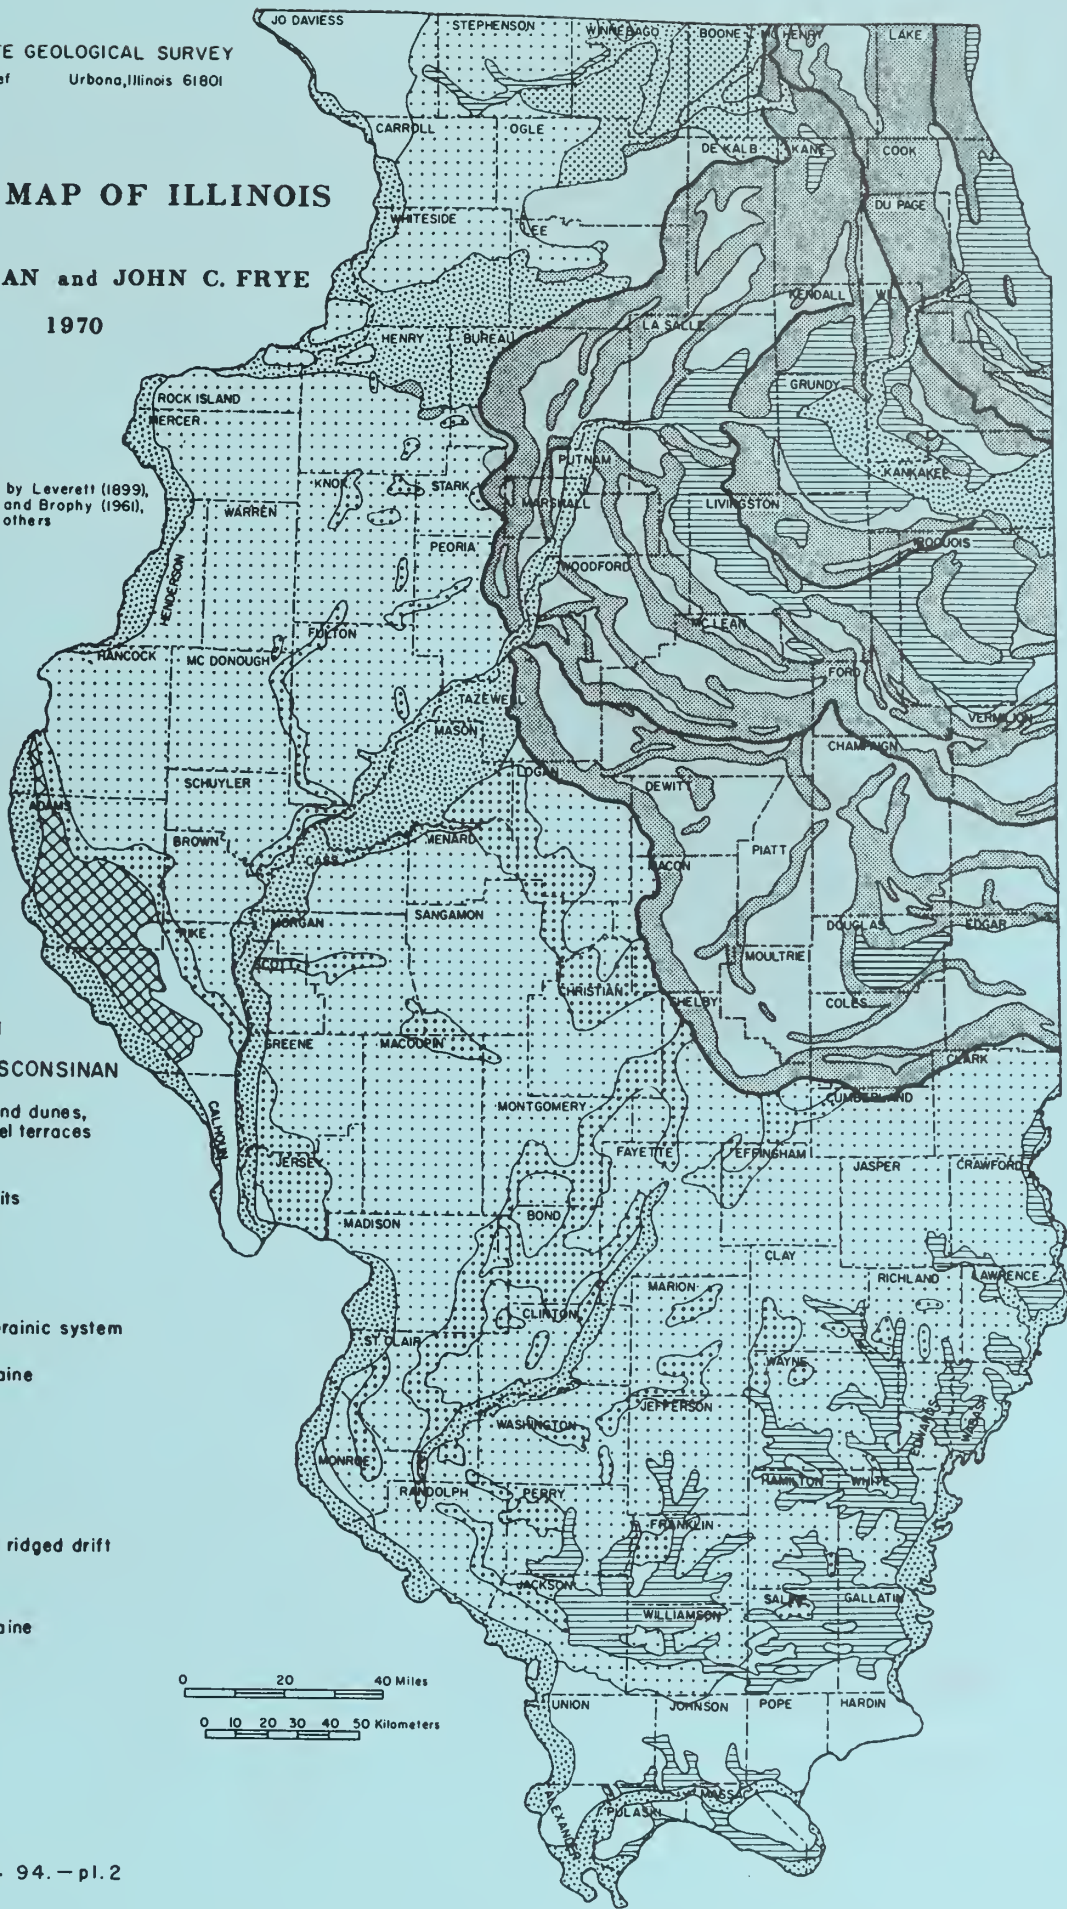 JO DAVIESS
STEPHENSON
WINNEBAGO
BOONE
MC HENRY
LAKE
GEOLOGICAL SURVEY
Urbana, Illinois 61801
CARROLL
OGLE
DE KALB
KANE
COOK
MAP OF ILLINOIS
WHITESIDE
LEE
DU PAGE
AN and JOHN C. FRYE
1970
KENDALL
WILL
HENRY
BUREAU
LA SALLE
GRUNDY
ROCK ISLAND
MERCER
PUTNAM
KANKAKEE
by Leverett (1899),
and Brophy (1961),
others
KNOX
STARK
MARSHALL
LIVINGSTON
WARREN
PEORIA
IROQUOIS
HENDERSON
WOODFORD
FULTON
MC LEAN
HANCOCK
MC DONOUGH
FORD
TAZEWELL
MASON
VERMILION
CHAMPAIGN
SCHUYLER
LOGAN
DEWITT
ADAMS
BROWN
CASS
MENARD
PIATT
MACON
MORGAN
SANGAMON
PIKE
DOUGLAS
EDGAR
SCOTT
MOULTRIE
CHRISTIAN
SHELBY
COLES
GREENE
MACOUPIN
CLARK
SCONSINAN
CALHOUN
CUMBERLAND
nd dunes,
el terraces
MONTGOMERY
FAYETTE
EFFINGHAM
JERSEY
JASPER
CRAWFORD
its
MADISON
BOND
CLAY
RICHLAND
LAWRENCE
MARION
CLINTON
rainic system
ST CLAIR
WAYNE
aine
JEFFERSON
WASHINGTON
EDWARDS
WABASH
MONROE
HAMILTON
WHITE
RANDOLPH
PERRY
FRANKLIN
ridged drift
JACKSON
SALINE
GALLATIN
WILLIAMSON
aine
0 20 40 Miles
0 10 20 30 40 50 Kilometers
UNION
JOHNSON
POPE
HARDIN
ALEXANDER
PULASKI
MASSAC
94. — pl. 2